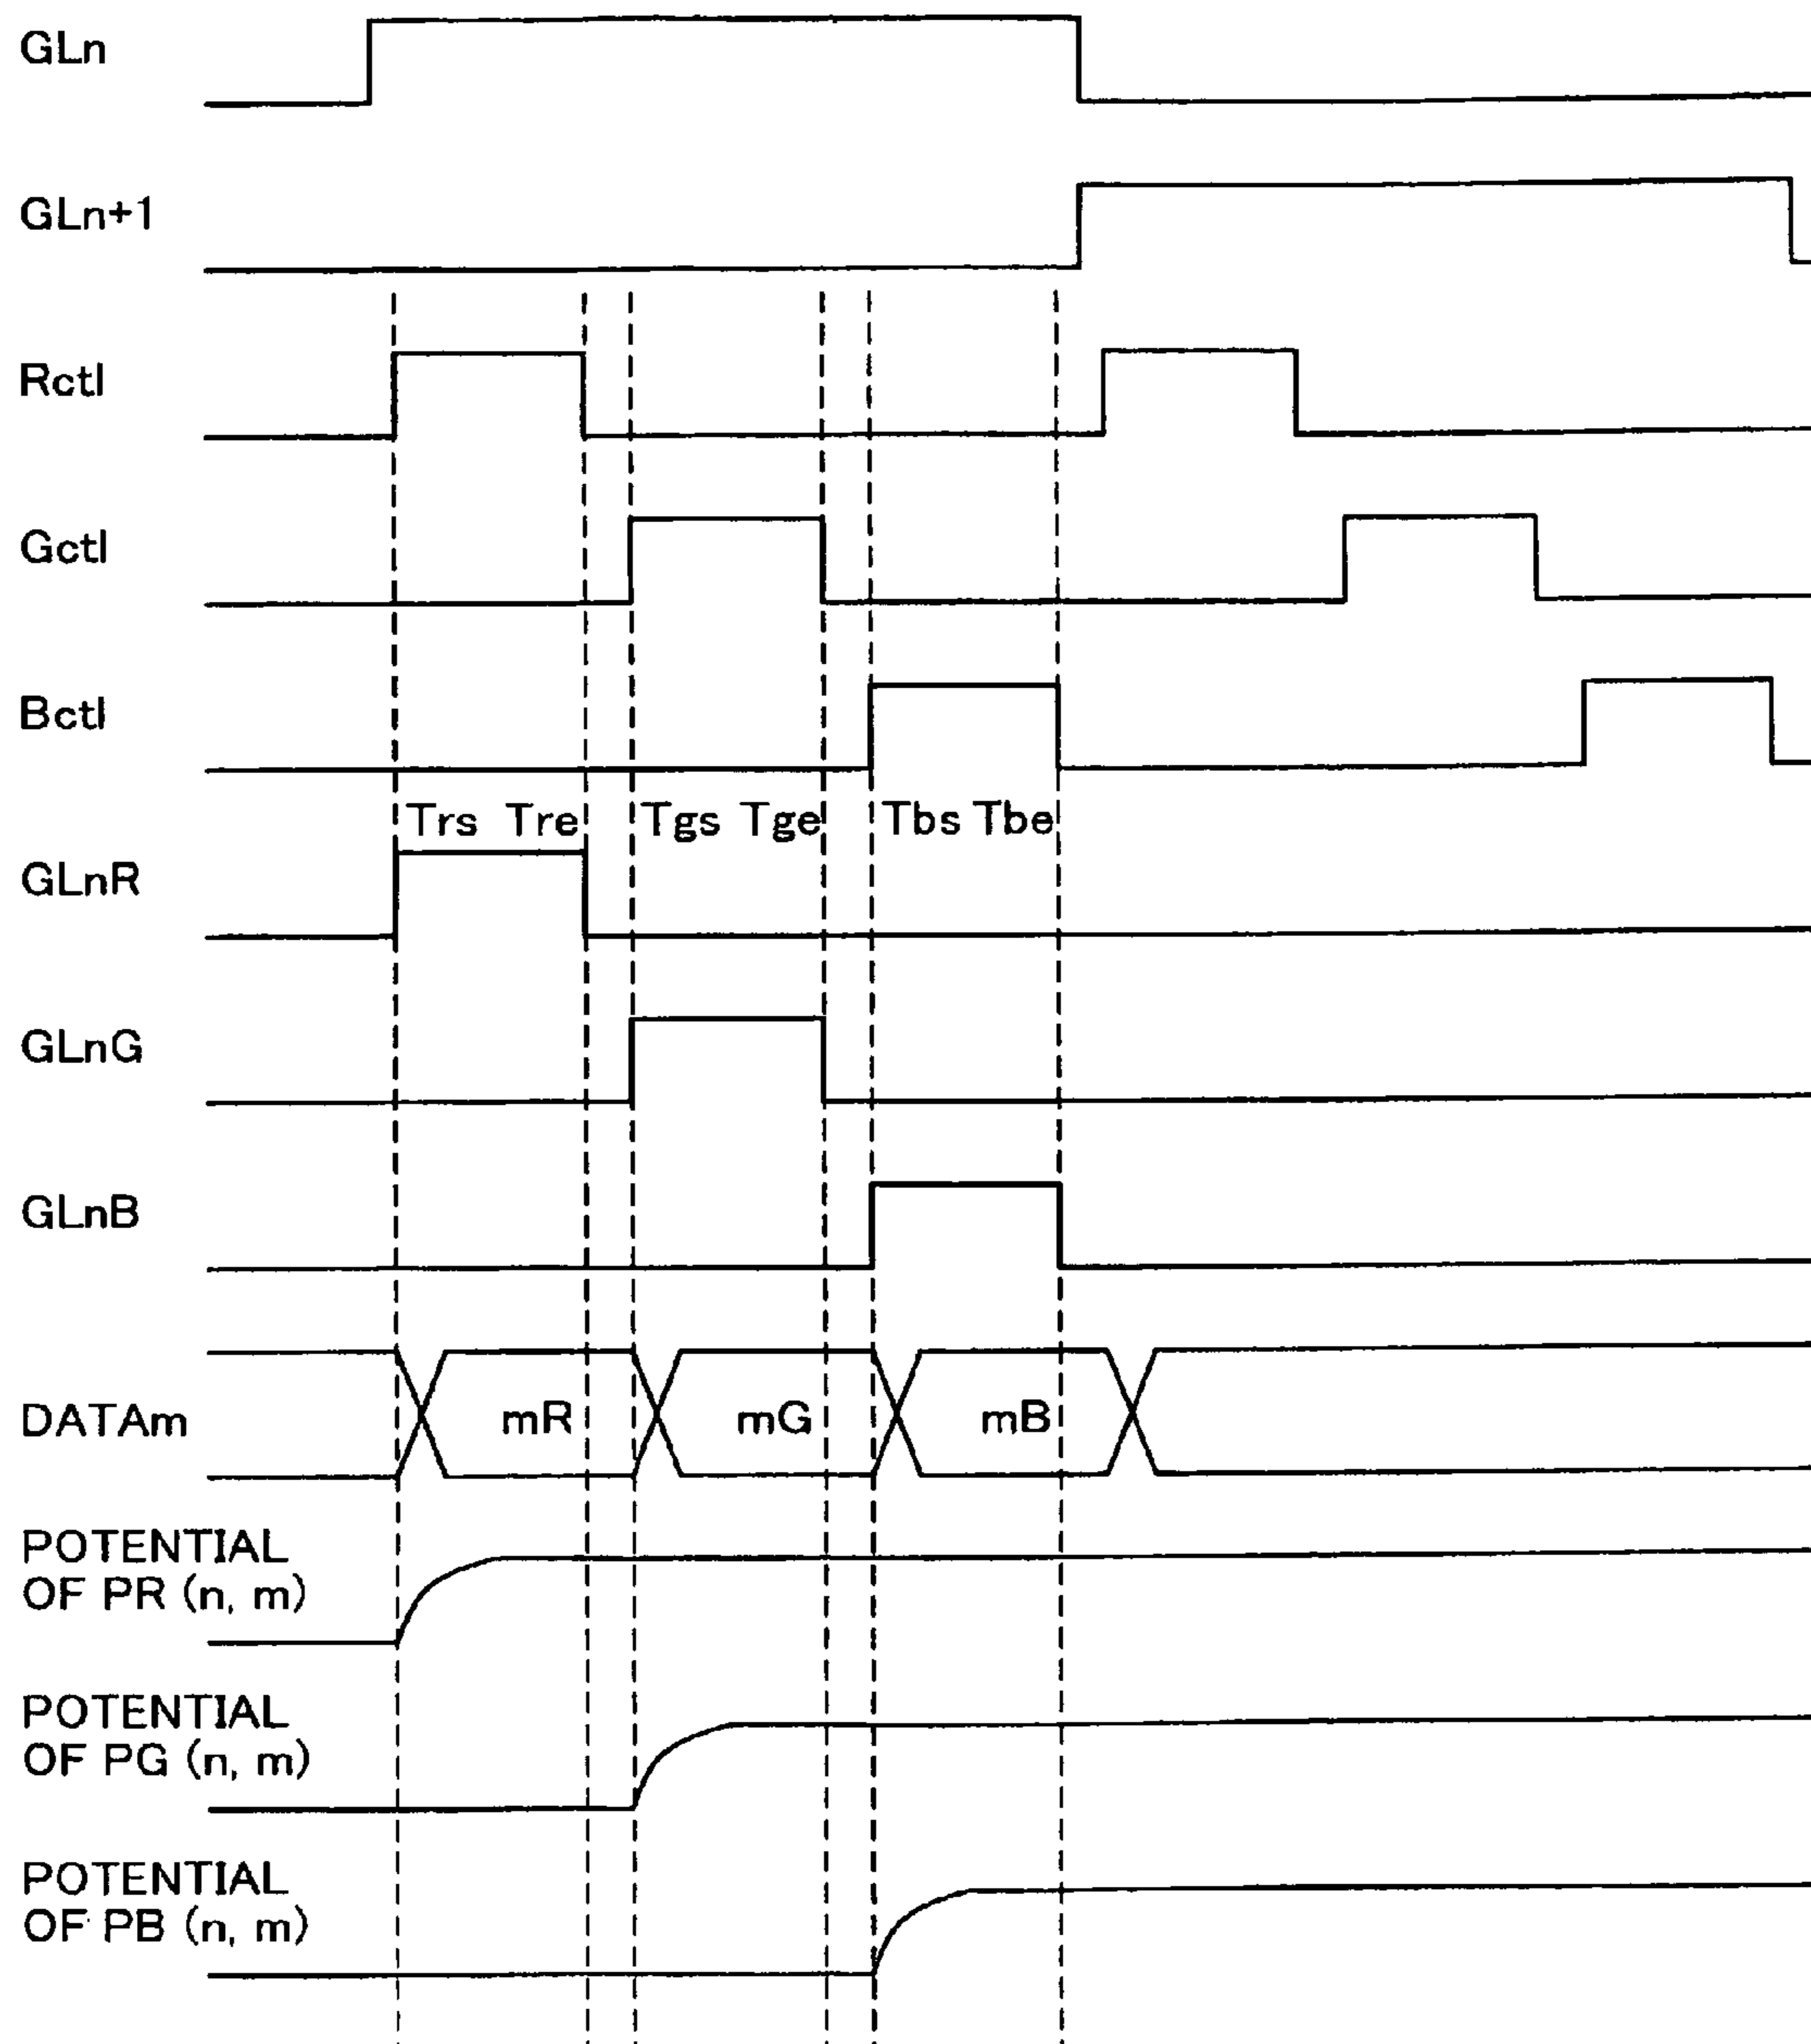 GLn
GLn+1
Rctl
Gctl
Bctl
Trs Tre Tgs Tge Tbs Tbe
GLnR
GLnG
GLnB
DATAm mR mG mB
POTENTIAL
OF PR (n, m)
POTENTIAL
OF PG (n, m)
POTENTIAL
OF PB (n, m)